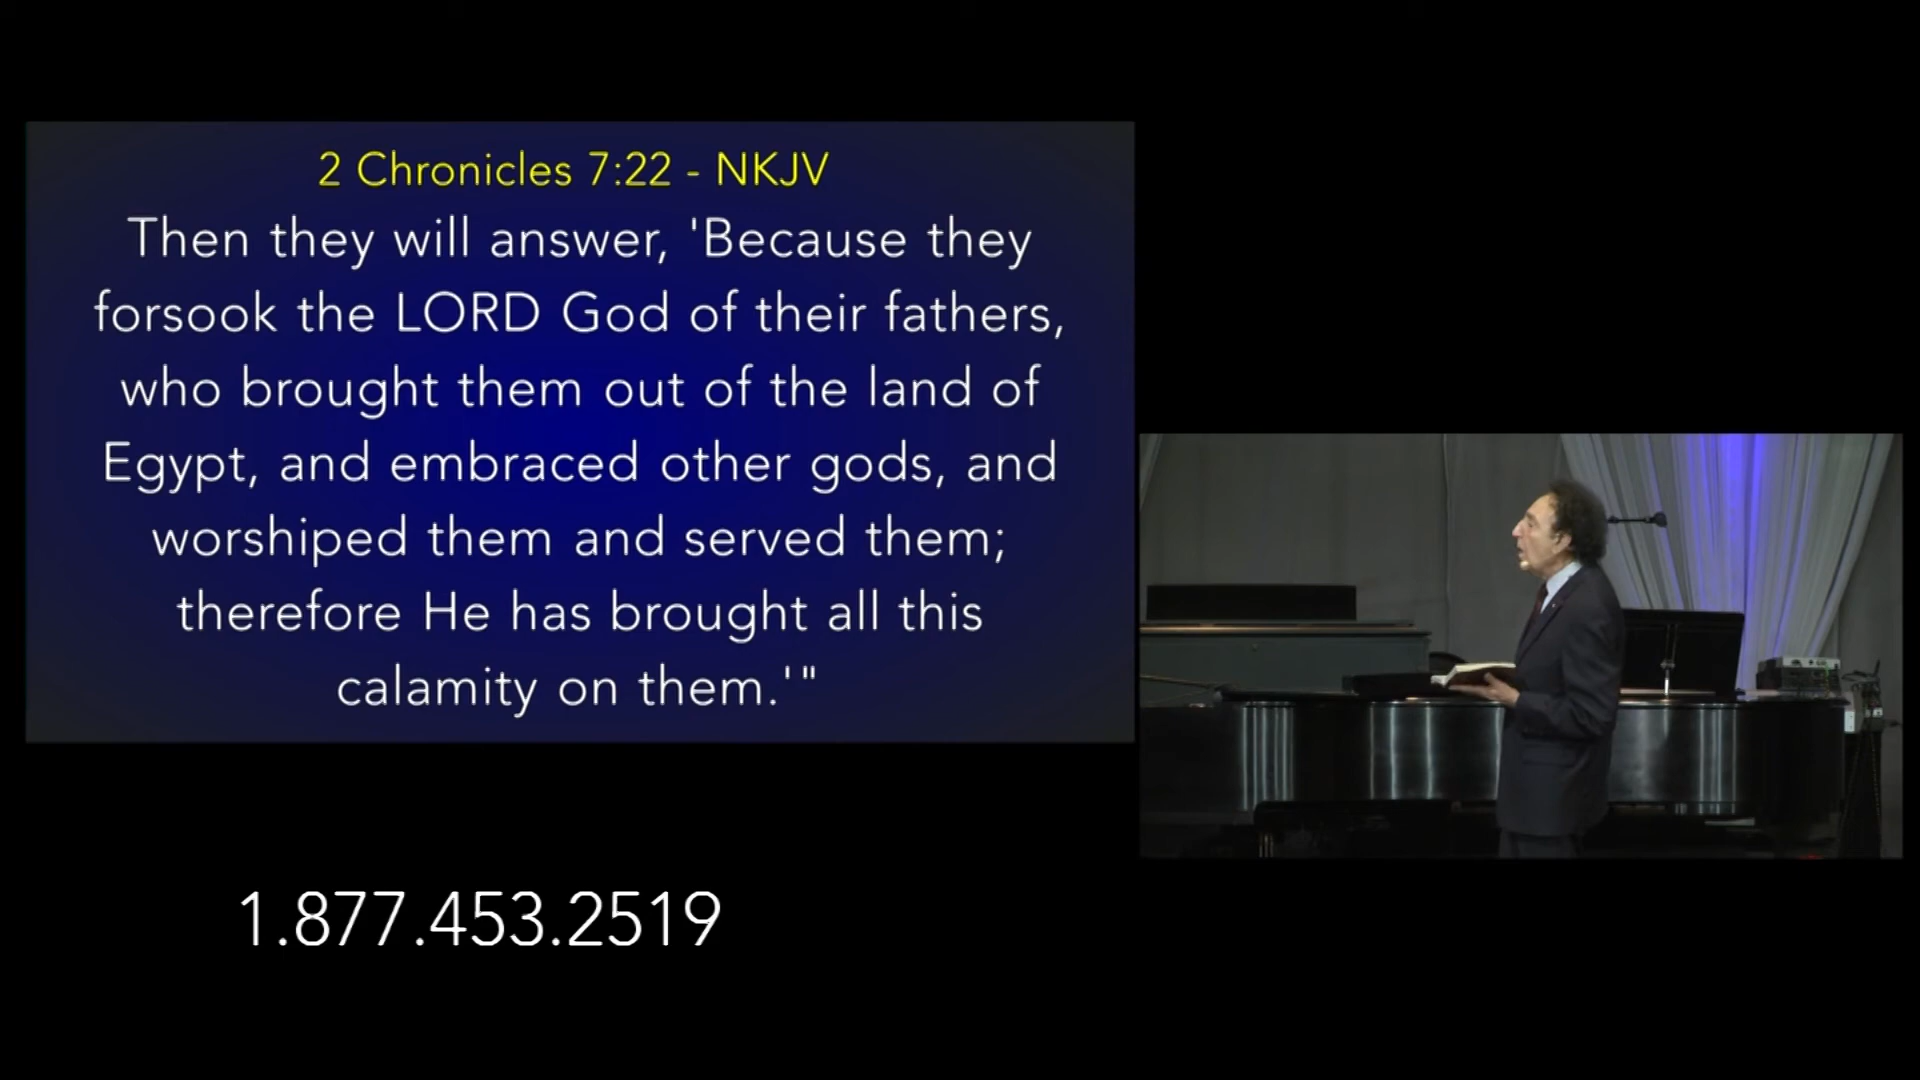 2 Chronicles 7:22 - NKJV
Then they will answer, 'Because they
forsook the LORD God of their fathers,
who brought them out of the land of
Egypt, and embraced other gods, and
worshiped them and served them;
therefore He has brought all this
calamity on them.'"
1.877.453.2519